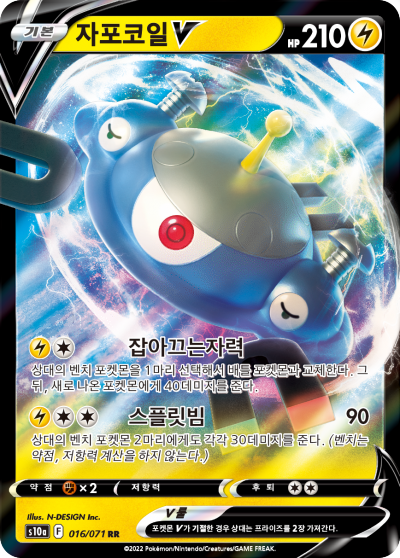 기본 자포코일V HP210
잡아끄는자력
상대의 벤치 포켓몬을 1마리 선택해서 배틀 포켓몬과 교체한다. 그
뒤, 새로 나온 포켓몬에게 40데미지를 준다.
스플릿빔 90
상대의 벤치 포켓몬 2마리에게도 각각 30데미지를 준다. (벤치는
약점, 저항력 계산을 하지 않는다.)
약점 ×2 저항력 후퇴
Illus. N-DESIGN Inc.
V룰
s10a F 016/071 RR
포켓몬 V가 기절한 경우 상대는 프라이즈를 2장 가져간다.
©2022 Pokémon/Nintendo/Creatures/GAME FREAK.